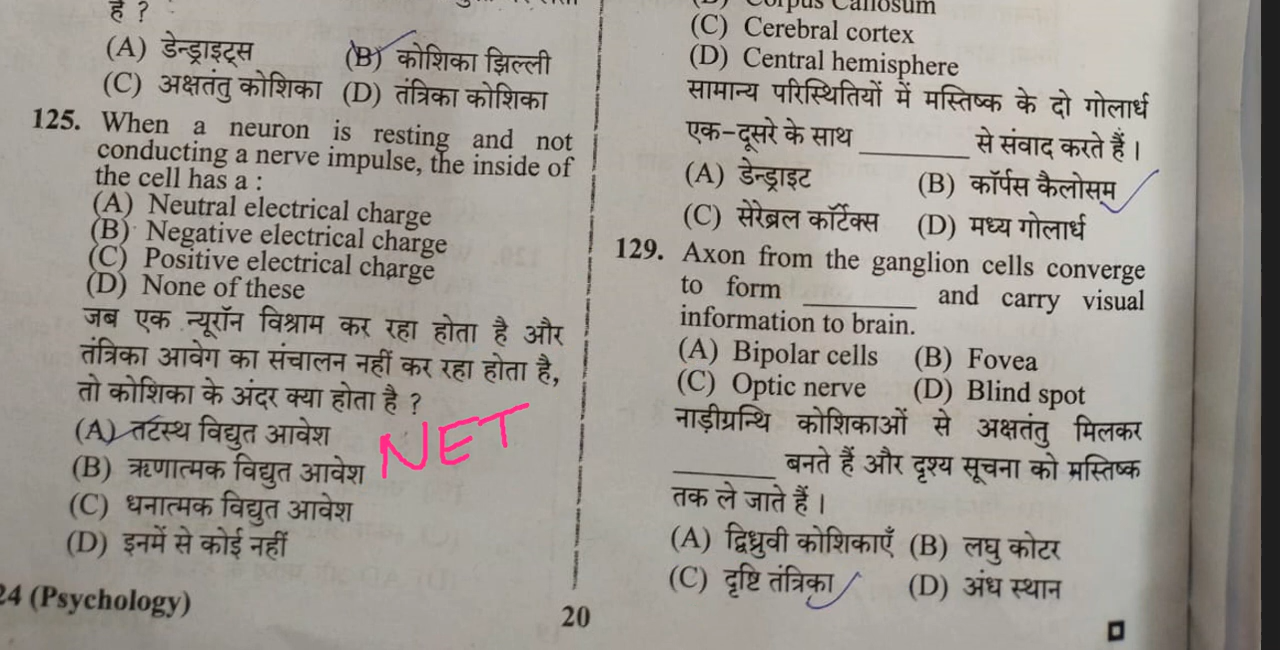 है ?
(A) डेन्ड्राइट्स (B) कोशिका झिल्ली
(C) अक्षतंतु कोशिका (D) तंत्रिका कोशिका
125. When a neuron is resting and not
conducting a nerve impulse, the inside of
the cell has a :
(A) Neutral electrical charge
(B) Negative electrical charge
(C) Positive electrical charge
(D) None of these
जब एक न्यूरॉन विश्राम कर रहा होता है और
तंत्रिका आवेग का संचालन नहीं कर रहा होता है,
तो कोशिका के अंदर क्या होता है ?
(A) तटस्थ विद्युत आवेश
(B) ऋणात्मक विद्युत आवेश
NET
(C) धनात्मक विद्युत आवेश
(D) इनमें से कोई नहीं
24 (Psychology)
20
Corpus Callosum
(C) Cerebral cortex
(D) Central hemisphere
सामान्य परिस्थितियों में मस्तिष्क के दो गोलार्ध
एक-दूसरे के साथ ________ से संवाद करते हैं।
(A) डेन्ड्राइट (B) कॉर्पस कैलोसम
(C) सेरेब्रल कॉर्टेक्स (D) मध्य गोलार्ध
129. Axon from the ganglion cells converge
to form ________ and carry visual
information to brain.
(A) Bipolar cells (B) Fovea
(C) Optic nerve (D) Blind spot
नाड़ीग्रन्थि कोशिकाओं से अक्षतंतु मिलकर
________ बनते हैं और दृश्य सूचना को मस्तिष्क
तक ले जाते हैं।
(A) द्विध्रुवी कोशिकाएँ (B) लघु कोटर
(C) दृष्टि तंत्रिका (D) अंध स्थान